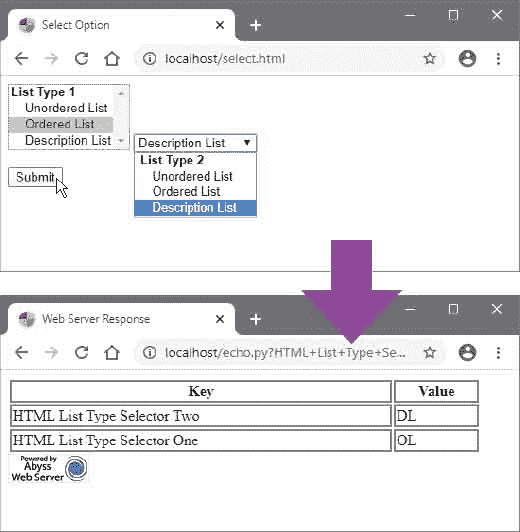 Select Option
localhost/select.html
List Type 1
Unordered List
Ordered List
Description List
Description List
List Type 2
Unordered List
Ordered List
Description List
Submit
Web Server Response
localhost/echo.py?HTML+List+Type+Se...
Key Value
HTML List Type Selector Two DL
HTML List Type Selector One OL
Powered by
Abyss
Web Server